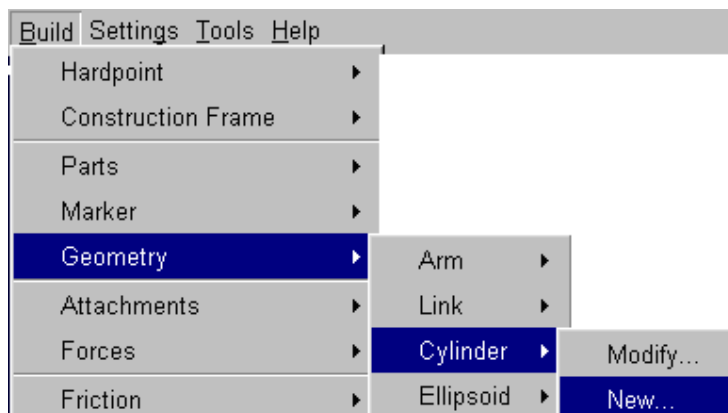 Build Settings Tools Help
Hardpoint
Construction Frame
Parts
Marker
Geometry
Arm
Attachments
Link
Forces
Cylinder
Modify...
Friction
Ellipsoid
New...